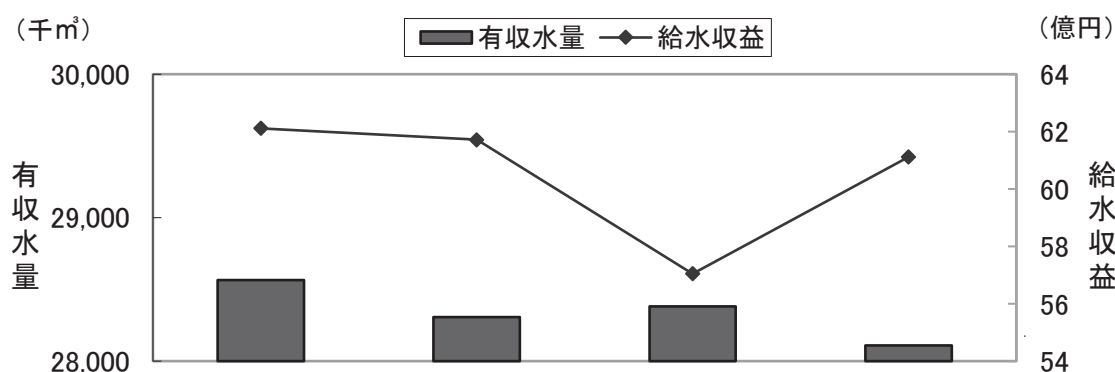 （千㎥）
（億円）
有収水量 給水収益
30,000
29,000
28,000
有収水量
64
62
60
58
56
54
給水収益